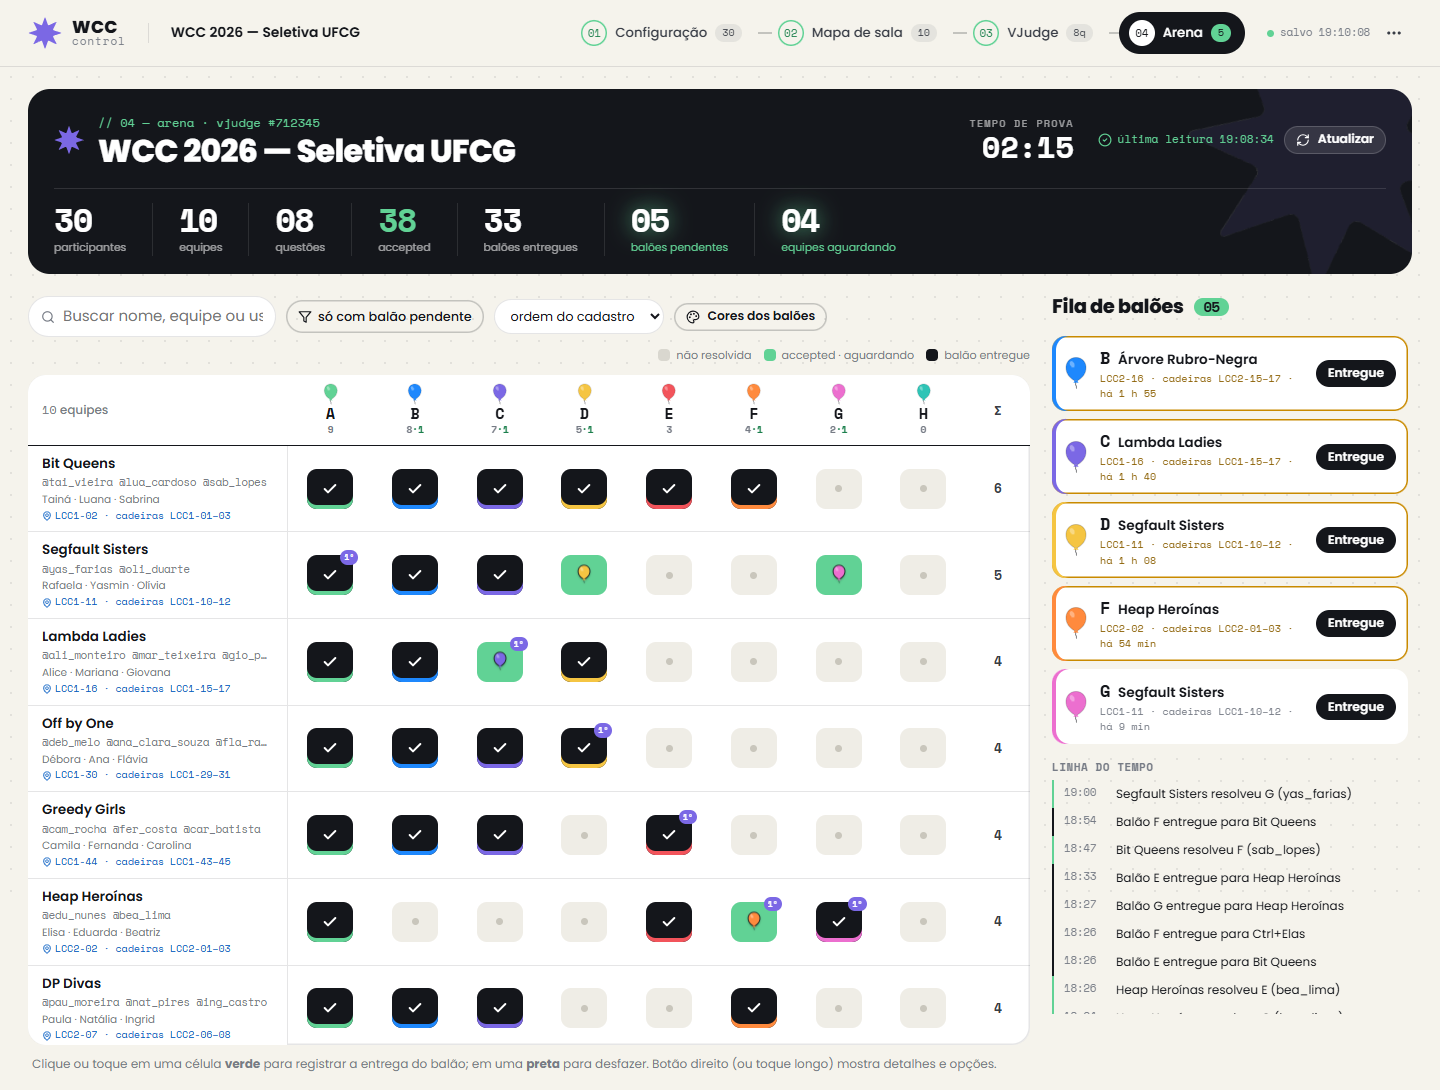 WCC
control
WCC 2026 — Seletiva UFCG
01 Configuração 30
02 Mapa de sala 10
03 VJudge 8q
04 Arena 5
salvo 19:10:08
// 04 — arena · vjudge #712345
WCC 2026 — Seletiva UFCG
TEMPO DE PROVA
02:15
última leitura 19:08:34
Atualizar
30
participantes
10
equipes
08
questões
38
accepted
33
balões entregues
05
balões pendentes
04
equipes aguardando
Buscar nome, equipe ou us
só com balão pendente
ordem do cadastro
Cores dos balões
não resolvida
accepted · aguardando
balão entregue
10 equipes
A B C D E F G H Σ
9 8·1 7·1 5·1 3 4·1 2·1 0
Bit Queens
@tai_vieira @lua_cardoso @sab_lopes
Tainá · Luana · Sabrina
LCC1-02 · cadeiras LCC1-01-03
6
Segfault Sisters
@yas_farias @oli_duarte
Rafaela · Yasmin · Olívia
LCC1-11 · cadeiras LCC1-10-12
1º
5
Lambda Ladies
@ali_monteiro @mar_teixeira @gio_p…
Alice · Mariana · Giovana
LCC1-16 · cadeiras LCC1-15-17
1º
4
Off by One
@deb_melo @ana_clara_souza @fla_ra…
Débora · Ana · Flávia
LCC1-30 · cadeiras LCC1-29-31
1º
4
Greedy Girls
@cam_rocha @fer_costa @car_batista
Camila · Fernanda · Carolina
LCC1-44 · cadeiras LCC1-43-45
1º
4
Heap Heroínas
@edu_nunes @bea_lima
Elisa · Eduarda · Beatriz
LCC2-02 · cadeiras LCC2-01-03
1º
1º
4
DP Divas
@pau_moreira @nat_pires @ing_castro
Paula · Natália · Ingrid
LCC2-07 · cadeiras LCC2-06-08
4
Clique ou toque em uma célula verde para registrar a entrega do balão; em uma preta para desfazer. Botão direito (ou toque longo) mostra detalhes e opções.
Fila de balões 05
B Árvore Rubro-Negra
LCC2-16 · cadeiras LCC2-15-17 ·
há 1 h 55
Entregue
C Lambda Ladies
LCC1-16 · cadeiras LCC1-15-17 ·
há 1 h 40
Entregue
D Segfault Sisters
LCC1-11 · cadeiras LCC1-10-12 ·
há 1 h 08
Entregue
F Heap Heroínas
LCC2-02 · cadeiras LCC2-01-03 ·
há 54 min
Entregue
G Segfault Sisters
LCC1-11 · cadeiras LCC1-10-12 ·
há 9 min
Entregue
LINHA DO TEMPO
19:00 Segfault Sisters resolveu G (yas_farias)
18:54 Balão F entregue para Bit Queens
18:47 Bit Queens resolveu F (sab_lopes)
18:33 Balão E entregue para Heap Heroínas
18:27 Balão G entregue para Heap Heroínas
18:26 Balão F entregue para Ctrl+Elas
18:26 Balão E entregue para Bit Queens
18:26 Heap Heroínas resolveu E (bea_lima)